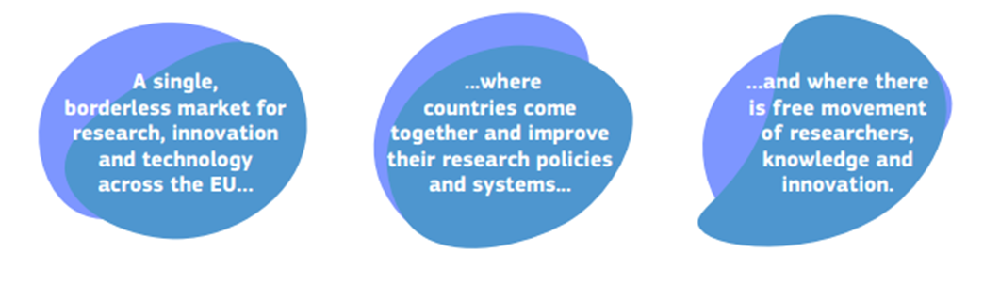 A single,
borderless market for
research, innovation
and technology
across the EU...
...where
countries come
together and improve
their research policies
and systems...
...and where there
is free movement
of researchers,
knowledge and
innovation.